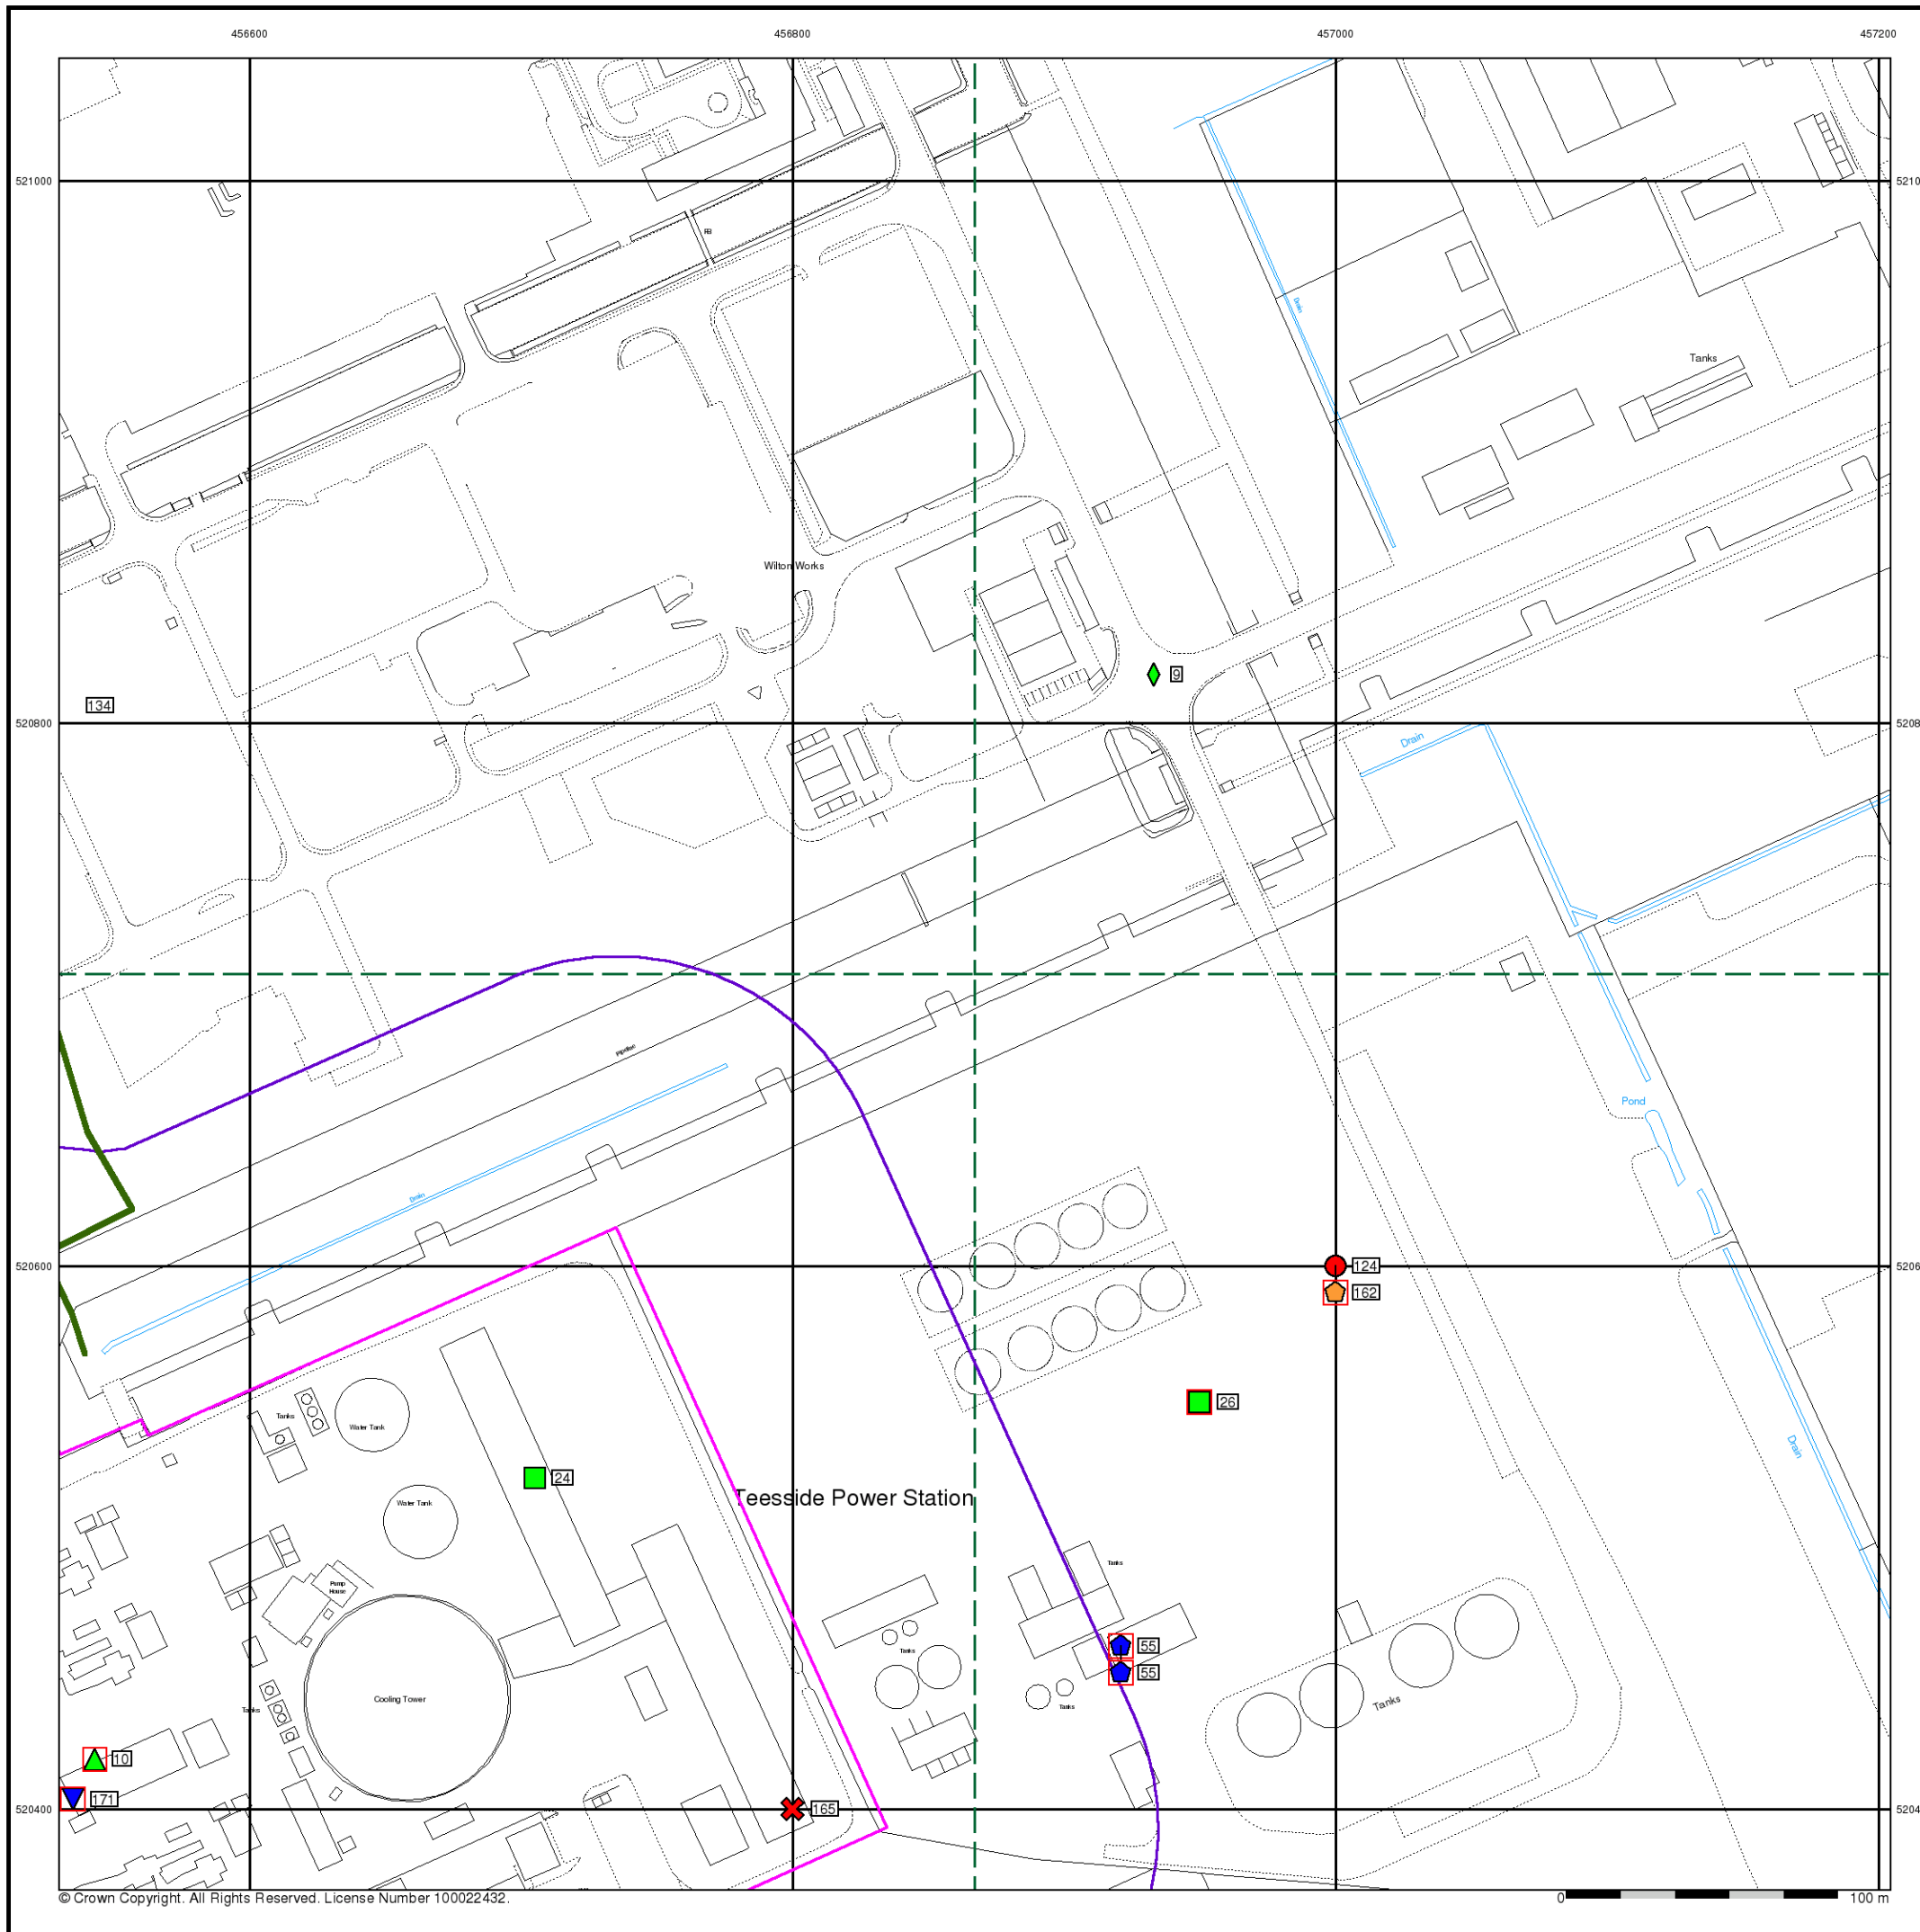 456600 456800 457000 457200
521000 5210
FB
Drain
Tanks
Wilton Works
9
134
520800 5208
Drain
Pipeline
Pond
Drain
520600 124 5206
162
26
Tanks
Water Tank
Drain
24
Teesside Power Station
Water Tank
Tanks
Pump
House
55
Tanks
55
Cooling Tower
Tanks
Tanks
Tanks
10
171
520400 165 5204
© Crown Copyright. All Rights Reserved. License Number 100022432.
0 100 m